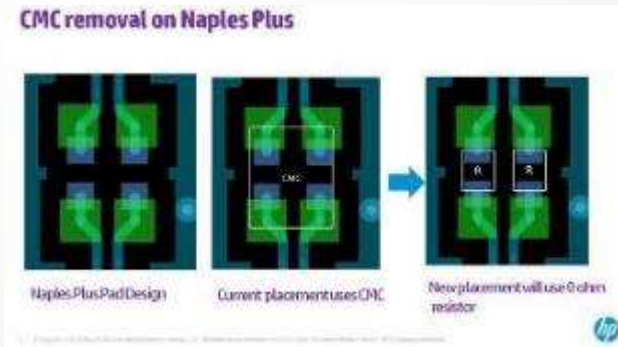 CMC removal on Naples Plus
CMC
R
R
Naples Plus Pad Design
Current placement uses CMC
New placement will use 0 ohm
resistor
hp